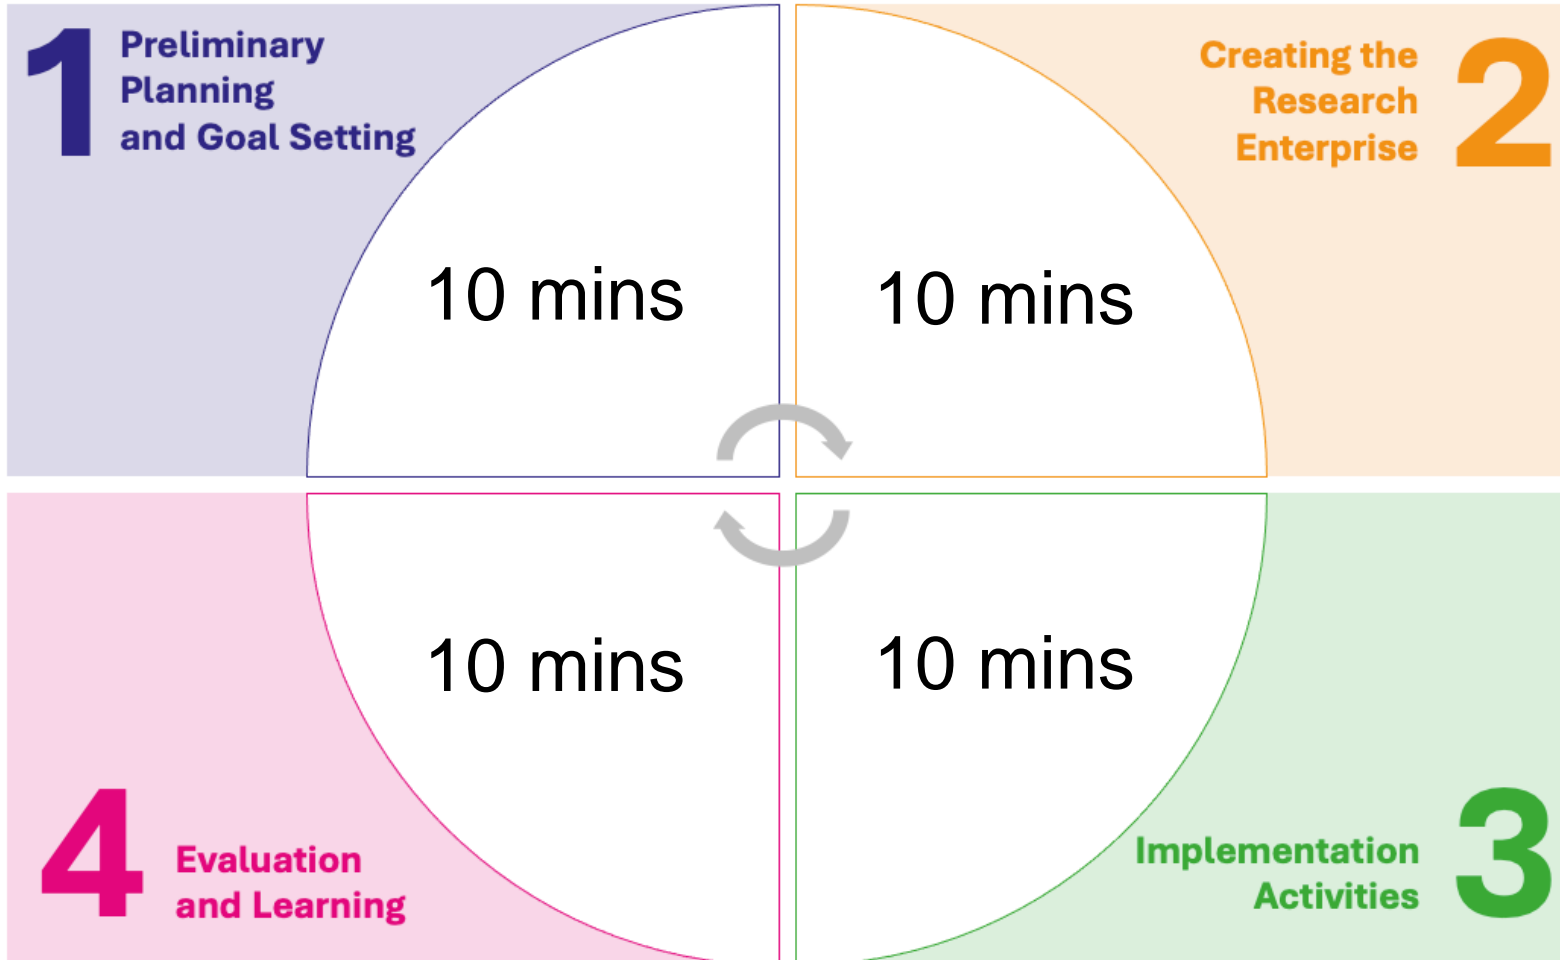 1
Preliminary
Planning
and Goal Setting
10 mins
2
Creating the
Research
Enterprise
10 mins
3
Implementation
Activities
10 mins
4
Evaluation
and Learning
10 mins